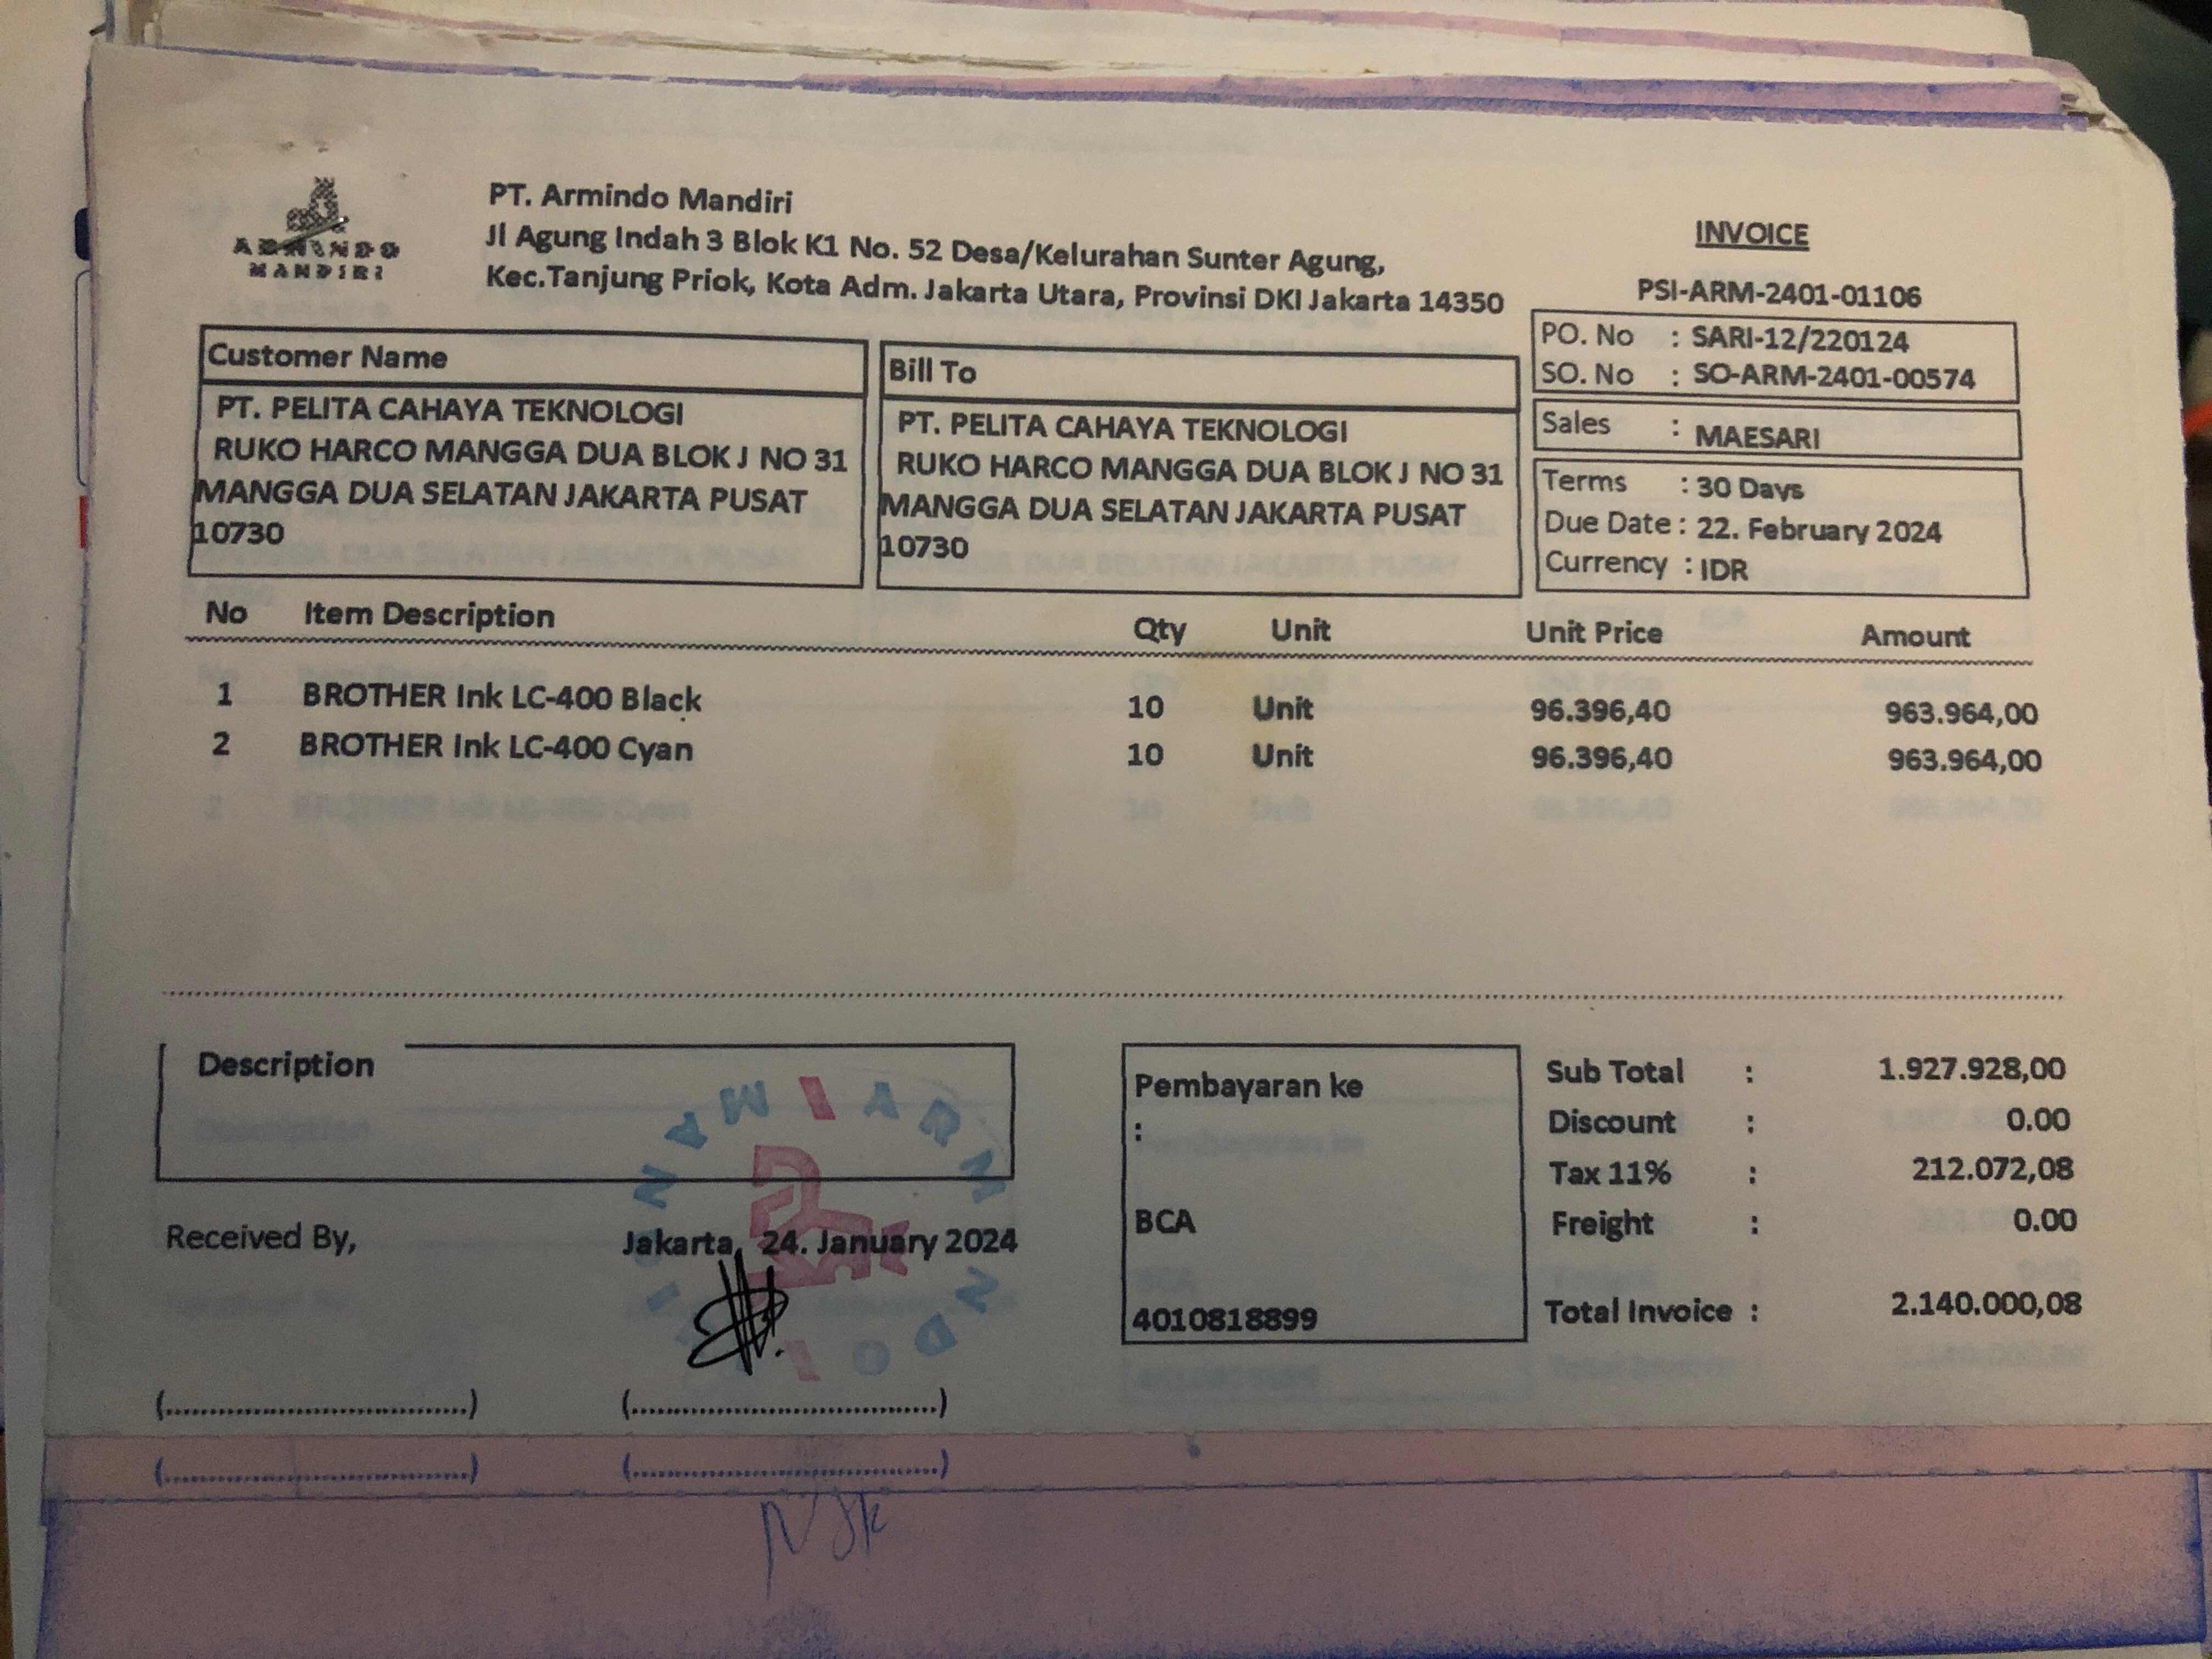 ARMINDO
MANDIRI
PT. Armindo Mandiri
Jl Agung Indah 3 Blok K1 No. 52 Desa/Kelurahan Sunter Agung,
Kec.Tanjung Priok, Kota Adm. Jakarta Utara, Provinsi DKI Jakarta 14350
INVOICE
PSI-ARM-2401-01106
PO. No : SARI-12/220124
SO. No : SO-ARM-2401-00574
Sales : MAESARI
Terms : 30 Days
Due Date : 22. February 2024
Currency : IDR
Customer Name
PT. PELITA CAHAYA TEKNOLOGI
RUKO HARCO MANGGA DUA BLOK J NO 31
MANGGA DUA SELATAN JAKARTA PUSAT
10730
Bill To
PT. PELITA CAHAYA TEKNOLOGI
RUKO HARCO MANGGA DUA BLOK J NO 31
MANGGA DUA SELATAN JAKARTA PUSAT
10730
No Item Description Qty Unit Unit Price Amount
1 BROTHER Ink LC-400 Black 10 Unit 96.396,40 963.964,00
2 BROTHER Ink LC-400 Cyan 10 Unit 96.396,40 963.964,00
Description
Received By,
Jakarta, 24. January 2024
(................................)
(................................)
Pembayaran ke
:
BCA
4010818899
Sub Total : 1.927.928,00
Discount : 0.00
Tax 11% : 212.072,08
Freight : 0.00
Total Invoice : 2.140.000,08
(................................)
(................................)